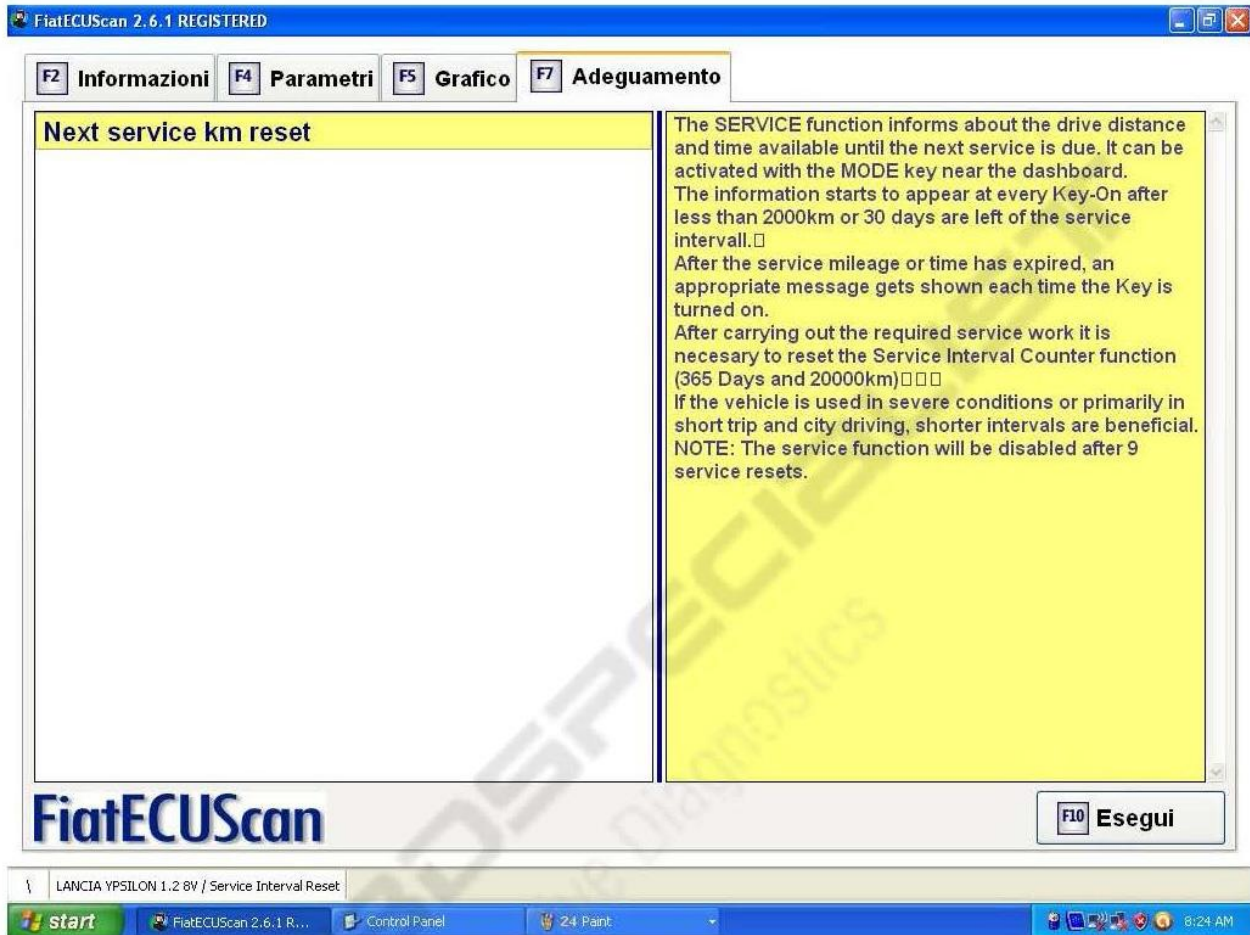 FiatECUScan 2.6.1 REGISTERED
F2 Informazioni F4 Parametri F5 Grafico F7 Adeguamento
Next service km reset
The SERVICE function informs about the drive distance
and time available until the next service is due. It can be
activated with the MODE key near the dashboard.
The information starts to appear at every Key-On after
less than 2000km or 30 days are left of the service
intervall.□
After the service mileage or time has expired, an
appropriate message gets shown each time the Key is
turned on.
After carrying out the required service work it is
necesary to reset the Service Interval Counter function
(365 Days and 20000km)□□□
If the vehicle is used in severe conditions or primarily in
short trip and city driving, shorter intervals are beneficial.
NOTE: The service function will be disabled after 9
service resets.
FiatECUScan
F10 Esegui
\ LANCIA YPSILON 1.2 8V / Service Interval Reset
start FiatECUScan 2.6.1 R... Control Panel 24 Paint 8:24 AM